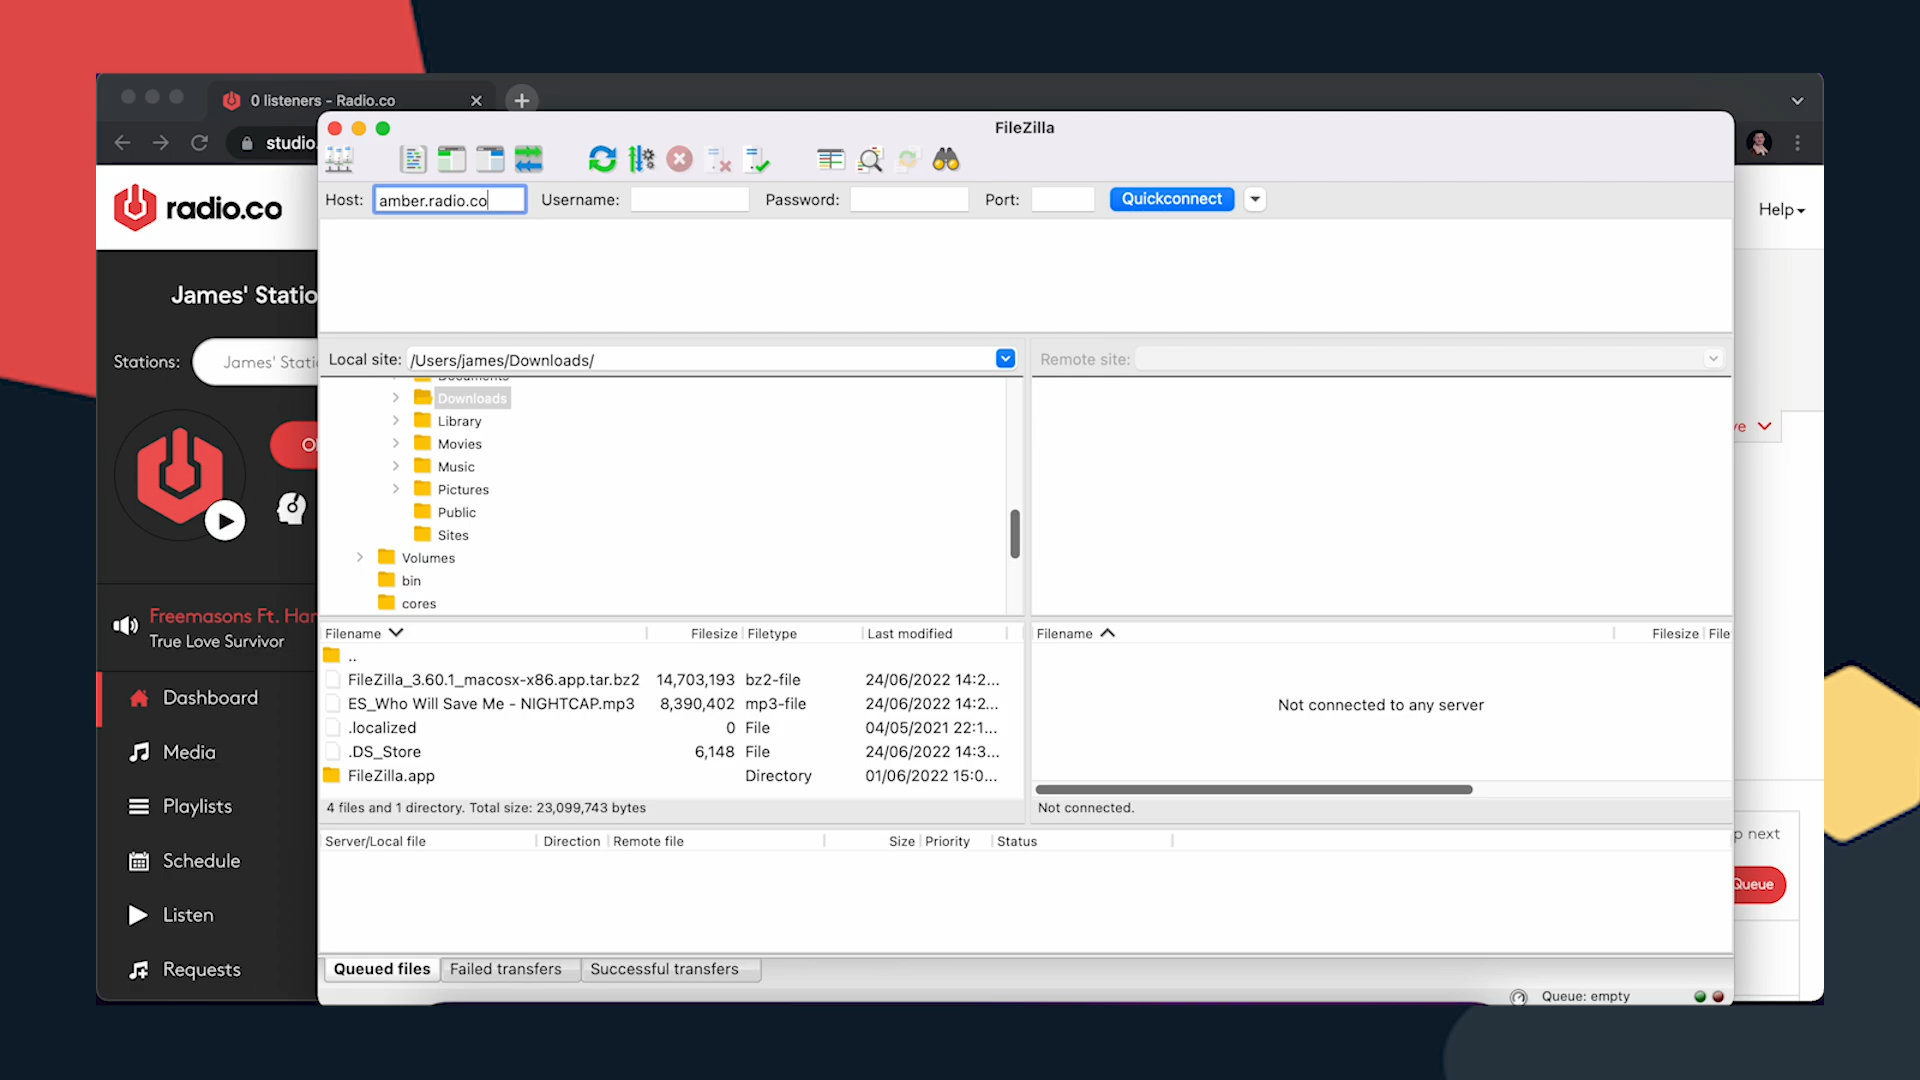 0 listeners - Radio.co
studio.
FileZilla
Host: amber.radio.co Username: Password: Port: Quickconnect
radio.co
Help
James' Statio
Stations: James' Stati
Local site: /Users/james/Downloads/
Remote site:
Documents
Downloads
Library
Movies
Music
Pictures
Public
Sites
Volumes
bin
cores
Freemasons Ft. Har
True Love Survivor
Filename Filesize Filetype Last modified
..
FileZilla_3.60.1_macosx-x86.app.tar.bz2 14,703,193 bz2-file 24/06/2022 14:2...
ES_Who Will Save Me - NIGHTCAP.mp3 8,390,402 mp3-file 24/06/2022 14:2...
.localized 0 File 04/05/2021 22:1...
.DS_Store 6,148 File 24/06/2022 14:3...
FileZilla.app Directory 01/06/2022 15:0...
4 files and 1 directory. Total size: 23,099,743 bytes
Filename Filesize File
Not connected to any server
Not connected.
Dashboard
Media
Playlists
Schedule
Listen
Requests
p next
Queue
Server/Local file Direction Remote file Size Priority Status
Queued files Failed transfers Successful transfers
Queue: empty